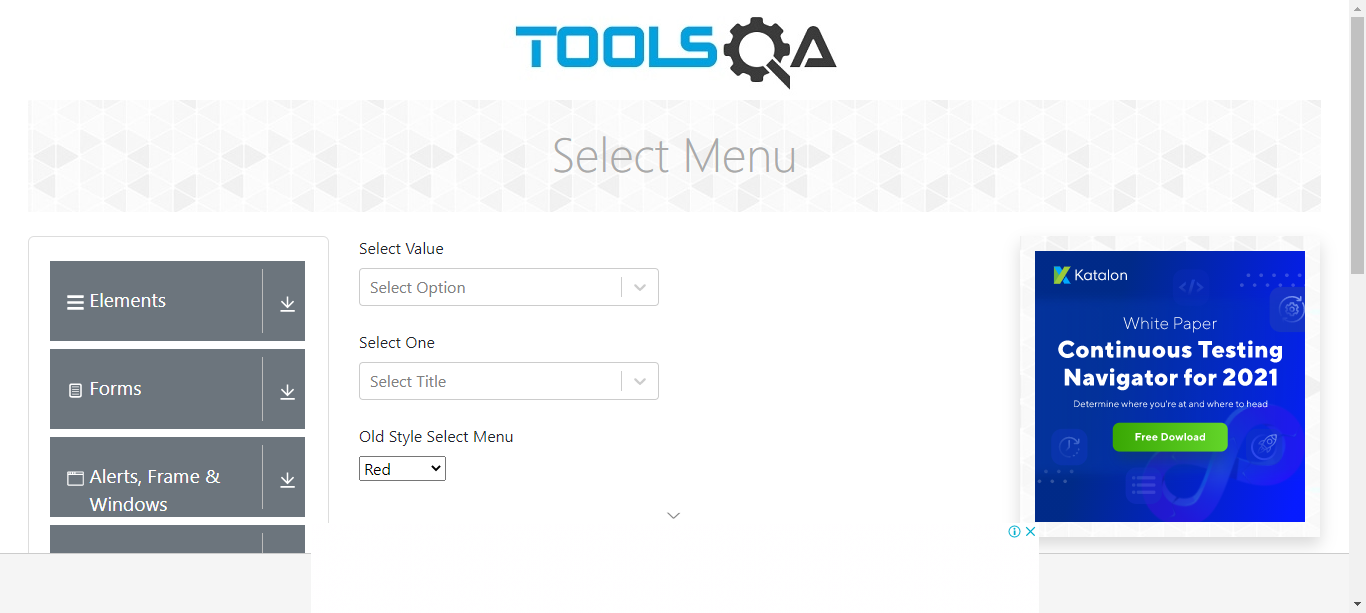 TOOLSQA
Select Menu
Elements
Forms
Alerts, Frame &
Windows
Select Value
Select Option
Select One
Select Title
Old Style Select Menu
Red
Katalon
White Paper
Continuous Testing
Navigator for 2021
Determine where you're at and where to head
Free Dowload